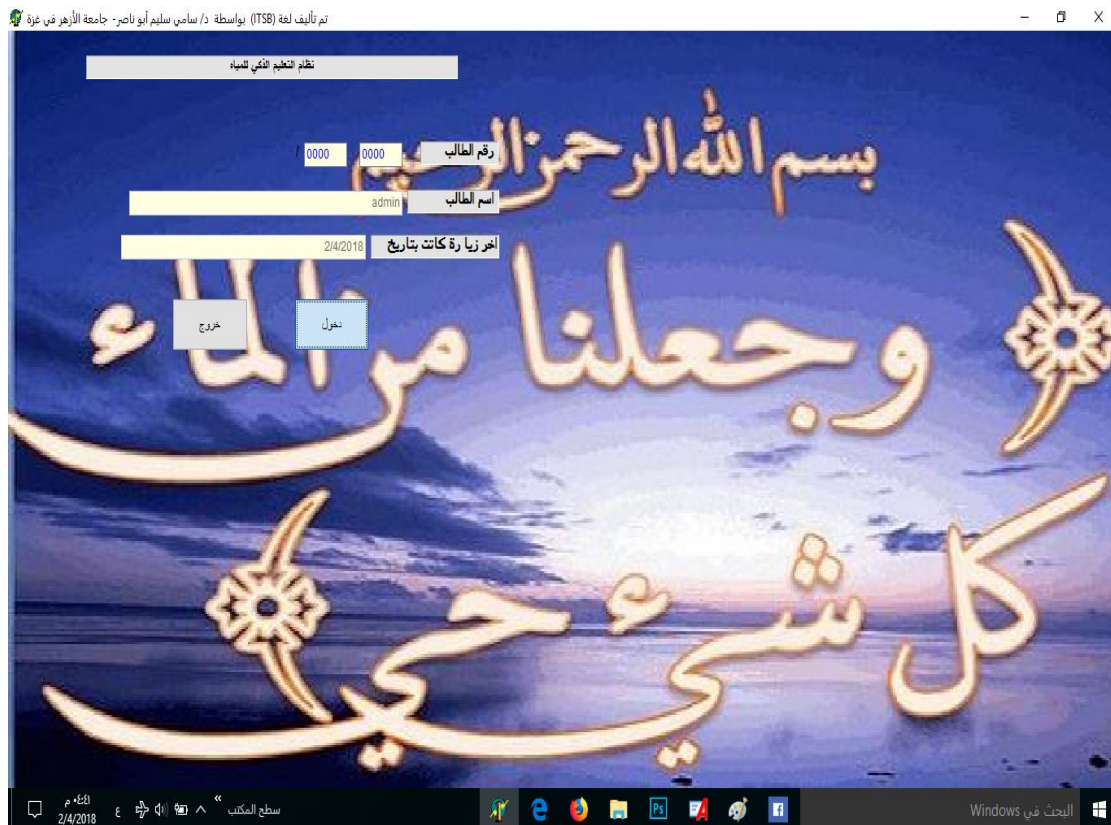 تم تأليف لغة (ITSB) بواسطة د/ سامي سليم أبو ناصر- جامعة الأزهر في غزة
نظام التعليم الذكي للمياه
بسم الله الرحمن الرحيم
رقم الطالب 0000 0000 /
اسم الطالب admin
اخر زيا رة كانت بتاريخ 2/4/2018
دخول خروج
وجعلنا من الماء
كل شيء حي
البحث في Windows
سطح المكتب
ع
٠٤:٤١ م
2/4/2018